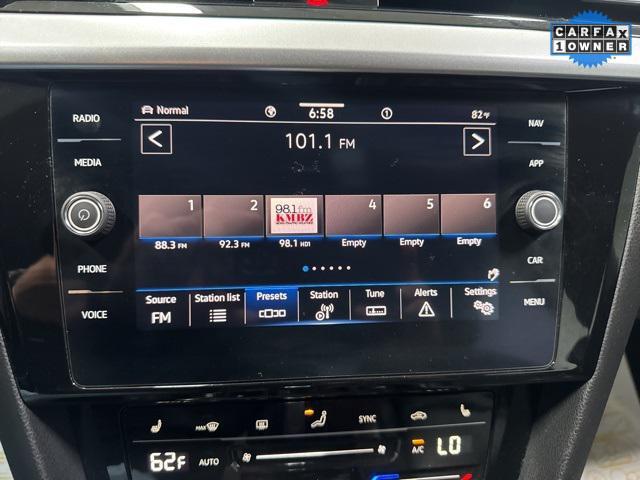 CARFAX
1 OWNER
RADIO
MEDIA
PHONE
VOICE
NAV
APP
CAR
MENU
Normal
6:58
82°F
101.1 FM
1
2
98.1 fm
KMBZ
4
5
6
88.3 FM
92.3 FM
98.1 HD1
Empty
Empty
Empty
Source
FM
Station list
Presets
Station
Tune
Alerts
Settings
MAX
SYNC
62°F
AUTO
A/C
LO